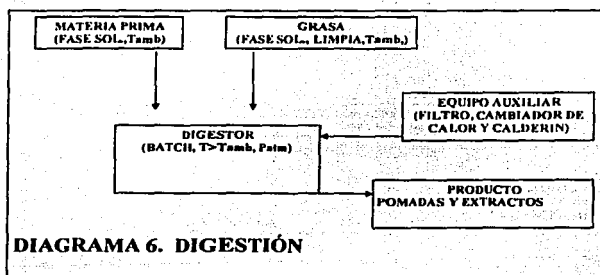 MATERIA PRIMA
(FASE SOL., Tamb)
GRASA
(FASE SOL., LIMPIA, Tamb,)
EQUIPO AUXILIAR
(FILTRO, CAMBIADOR DE
CALOR Y CALDERIN)
DIGESTOR
(BATCH, T>Tamb, Patm)
PRODUCTO
POMADAS Y EXTRACTOS
DIAGRAMA 6. DIGESTIÓN